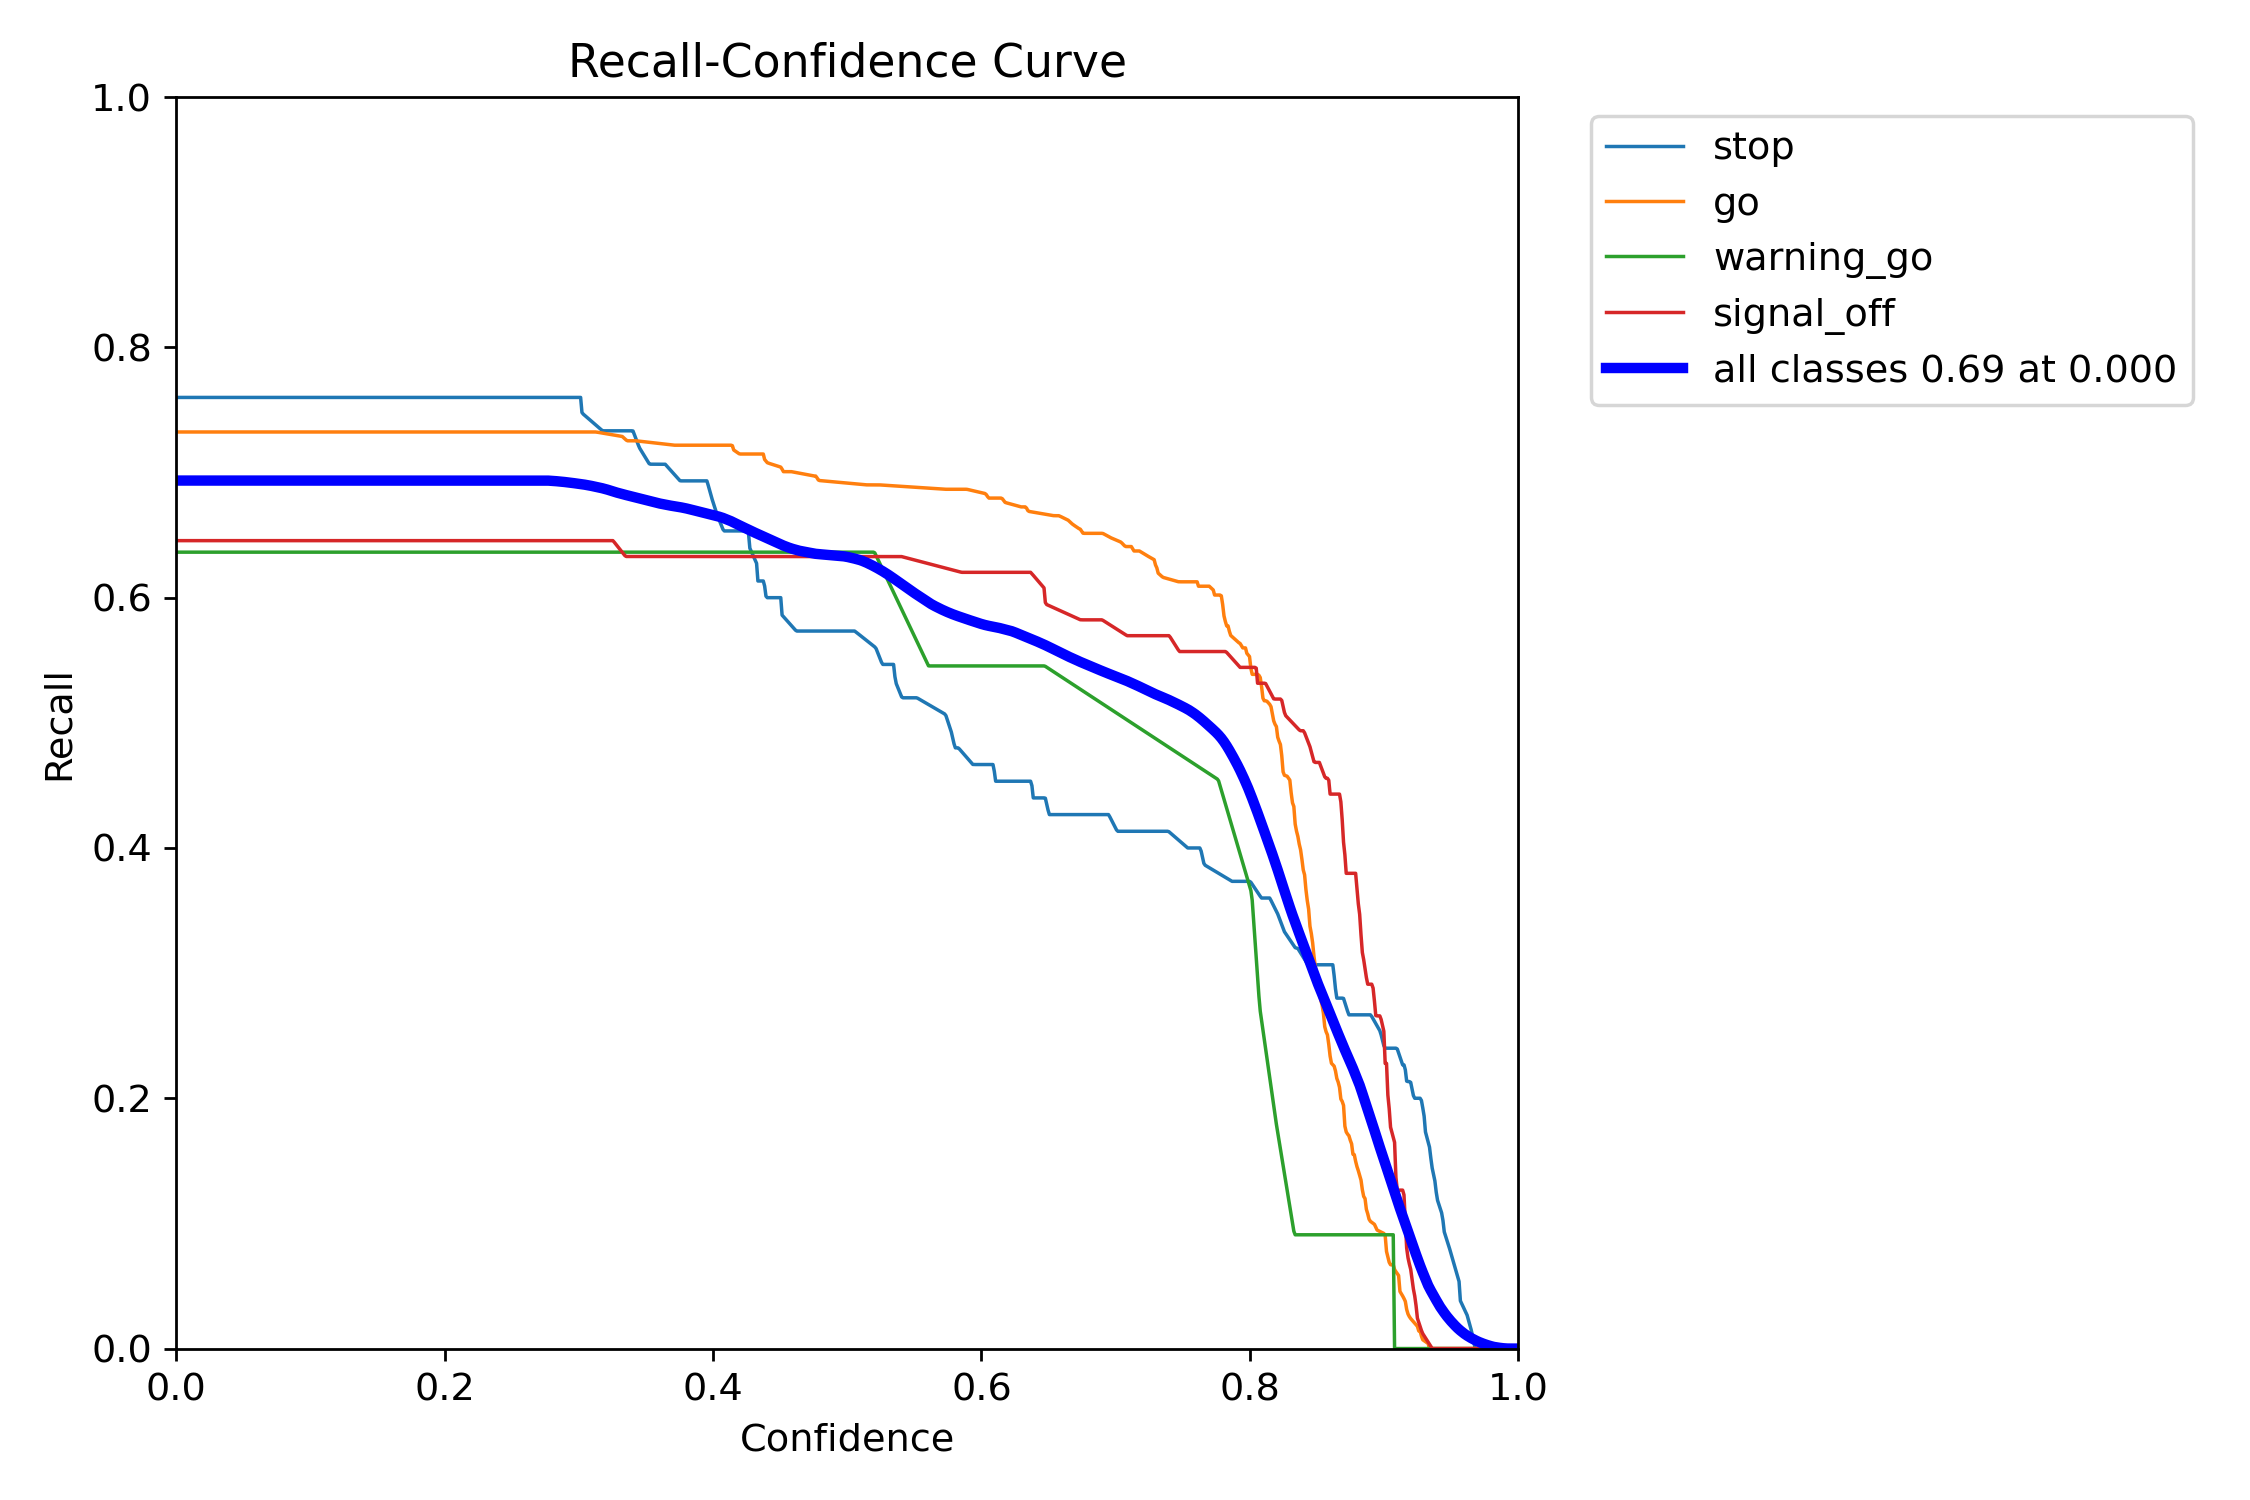 Recall-Confidence Curve
1.0
0.8
0.6
0.4
0.2
0.0
Recall
0.0 0.2 0.4 0.6 0.8 1.0
Confidence
stop
go
warning_go
signal_off
all classes 0.69 at 0.000